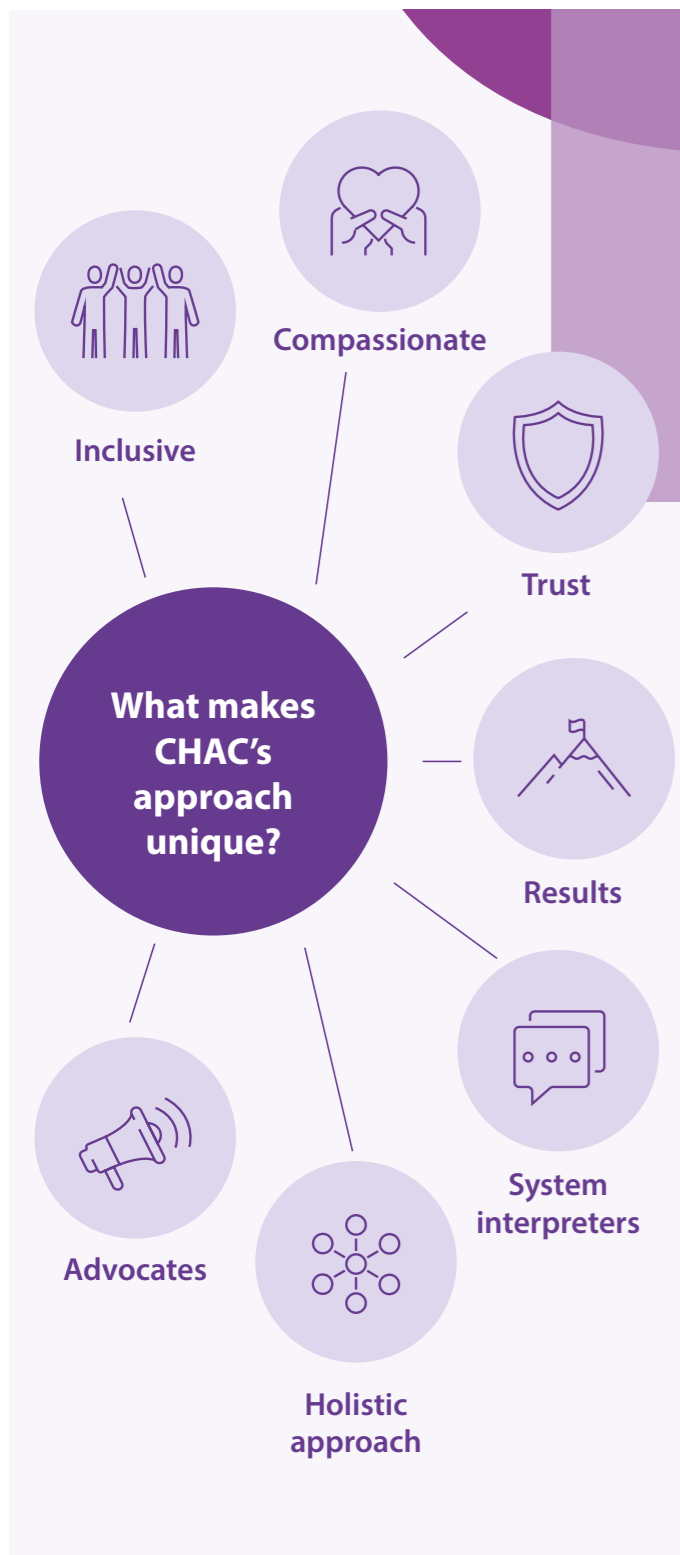 Compassionate
Inclusive
Trust
What makes
CHAC’s
approach
unique?
Results
System
interpreters
Advocates
Holistic
approach